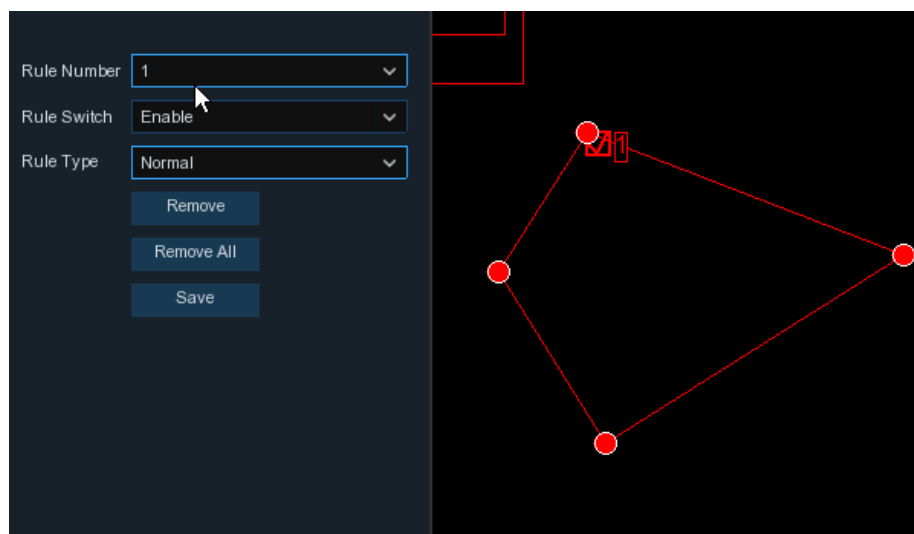 Rule Number 1
Rule Switch Enable
Rule Type Normal
Remove
Remove All
Save
1